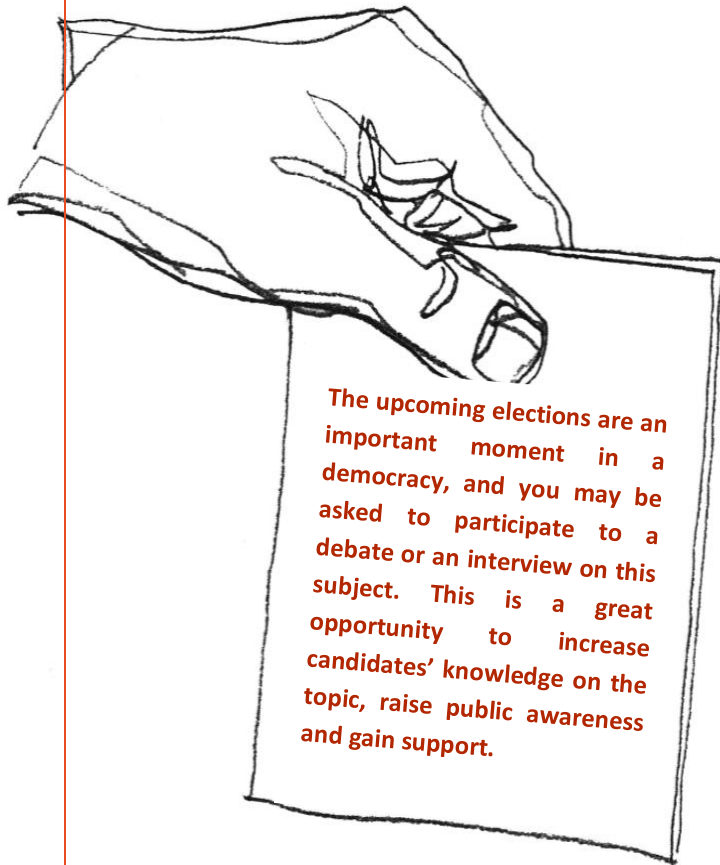 The upcoming elections are an
important moment in a
democracy, and you may be
asked to participate to a
debate or an interview on this
subject. This is a great
opportunity to increase
candidates’ knowledge on the
topic, raise public awareness
and gain support.